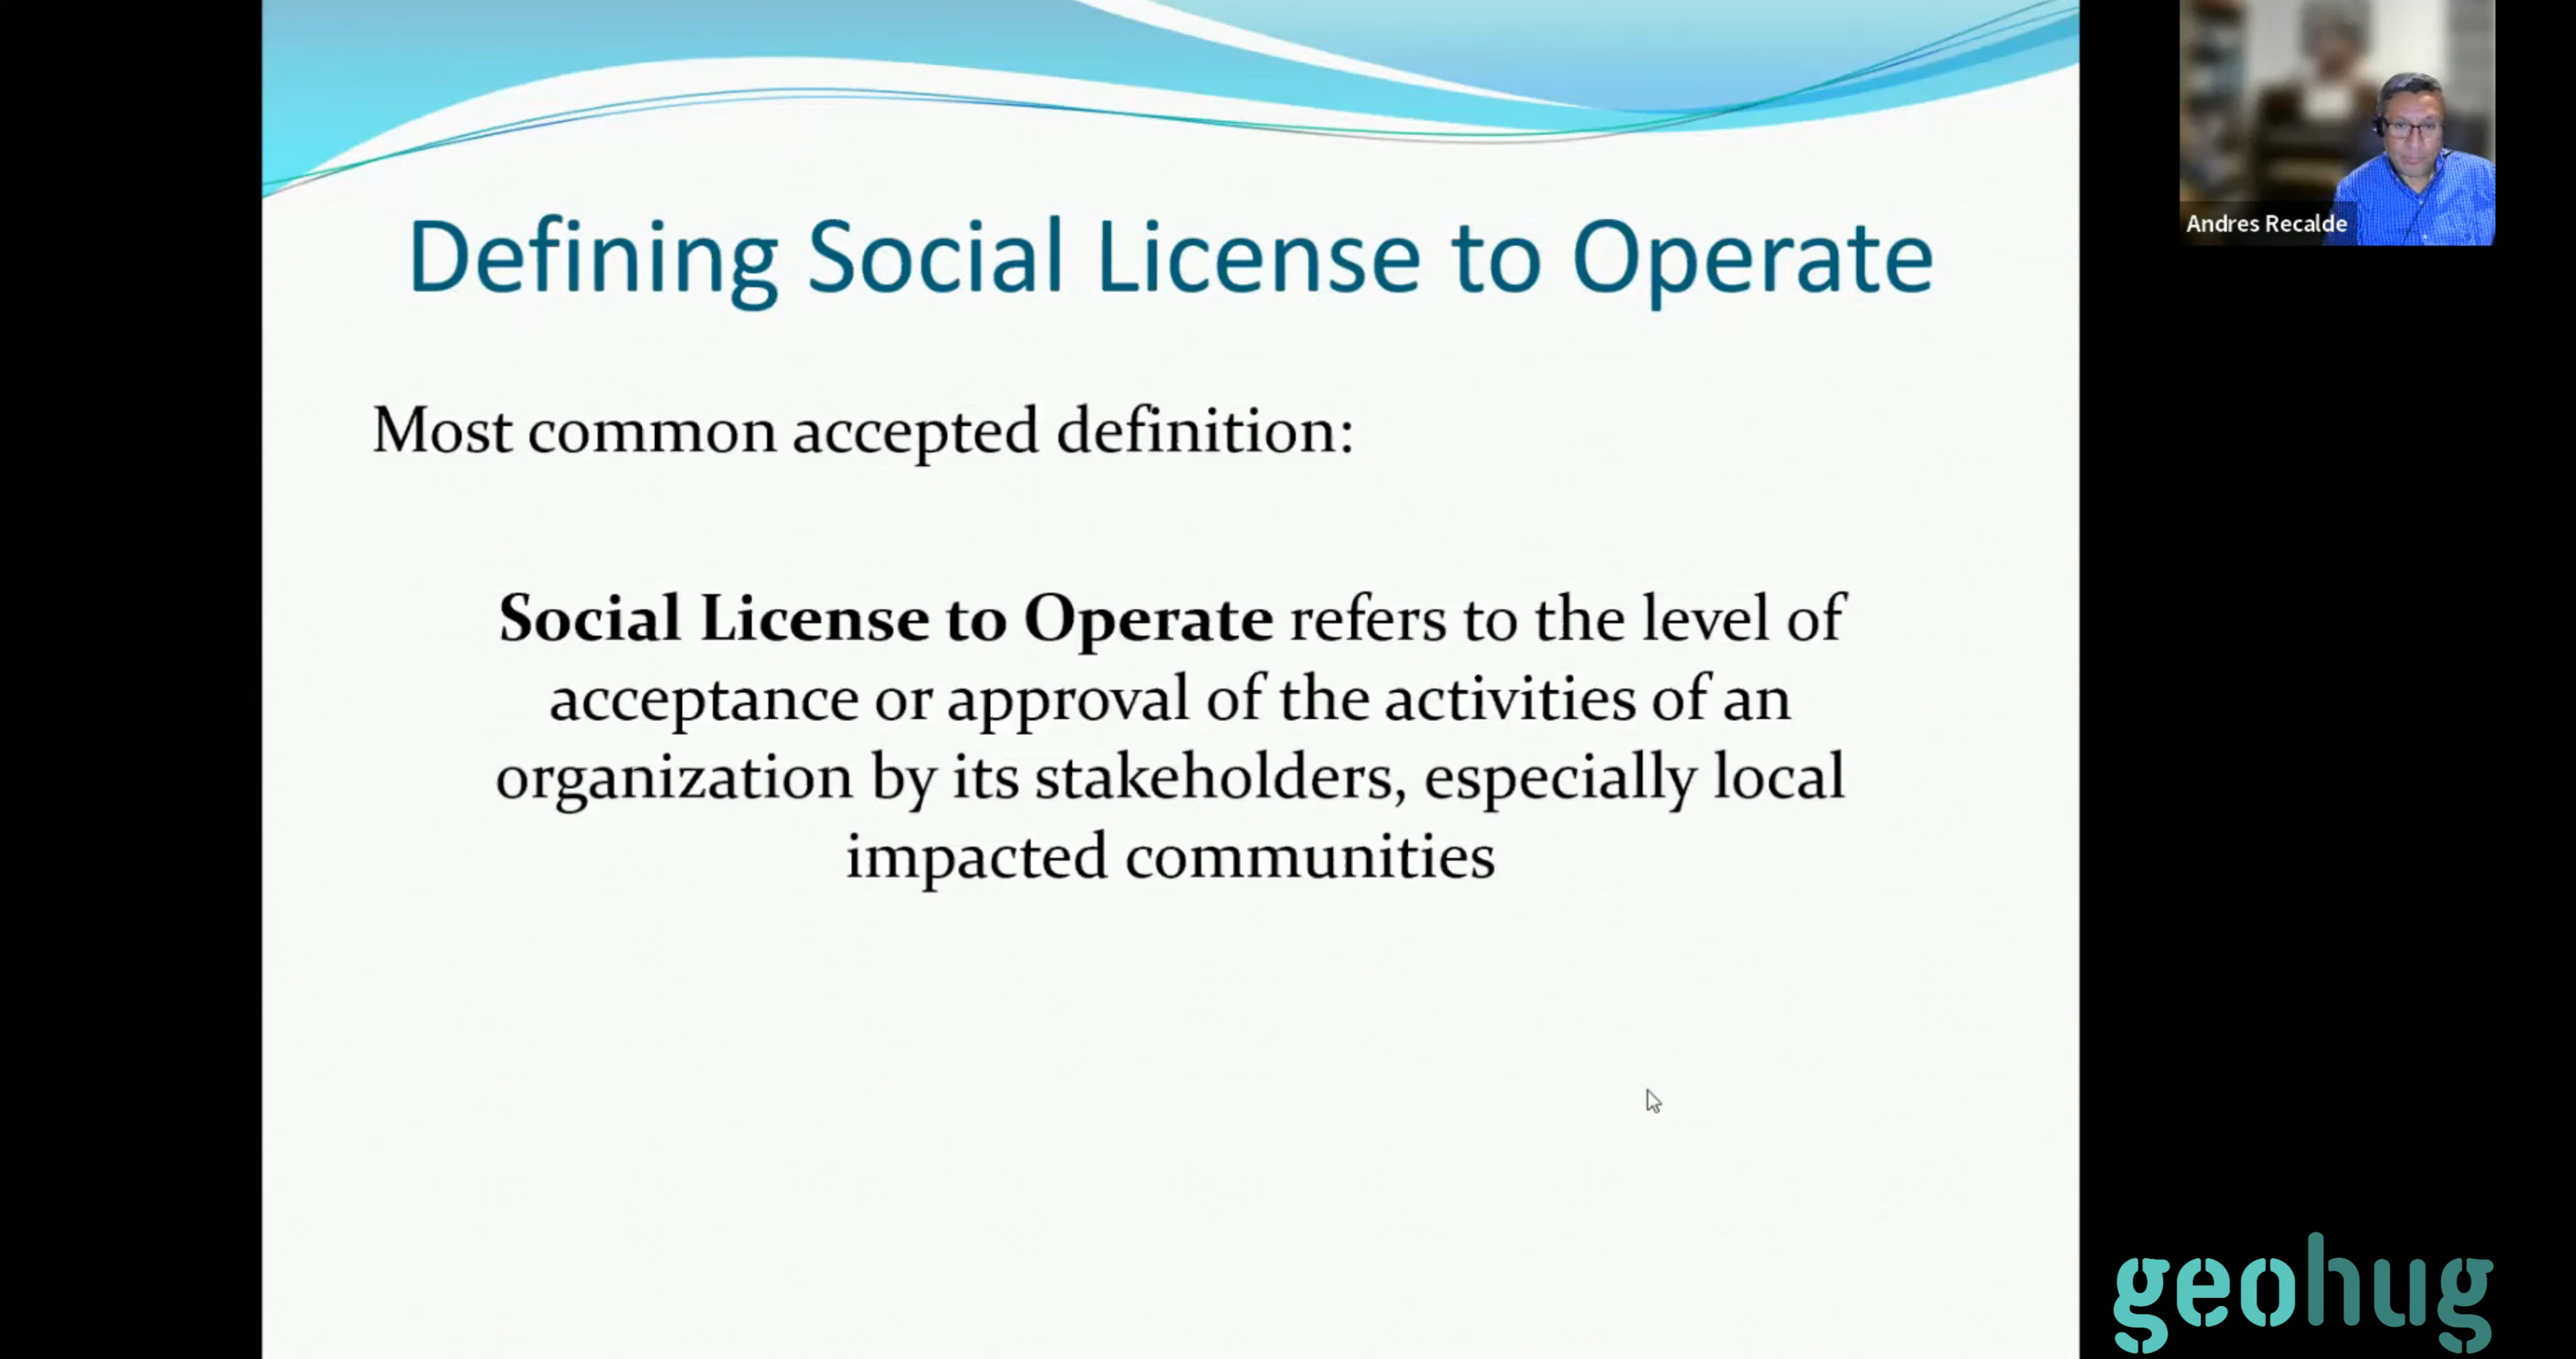 Defining Social License to Operate
Most common accepted definition:
Social License to Operate refers to the level of
acceptance or approval of the activities of an
organization by its stakeholders, especially local
impacted communities
Andres Recalde
geohug